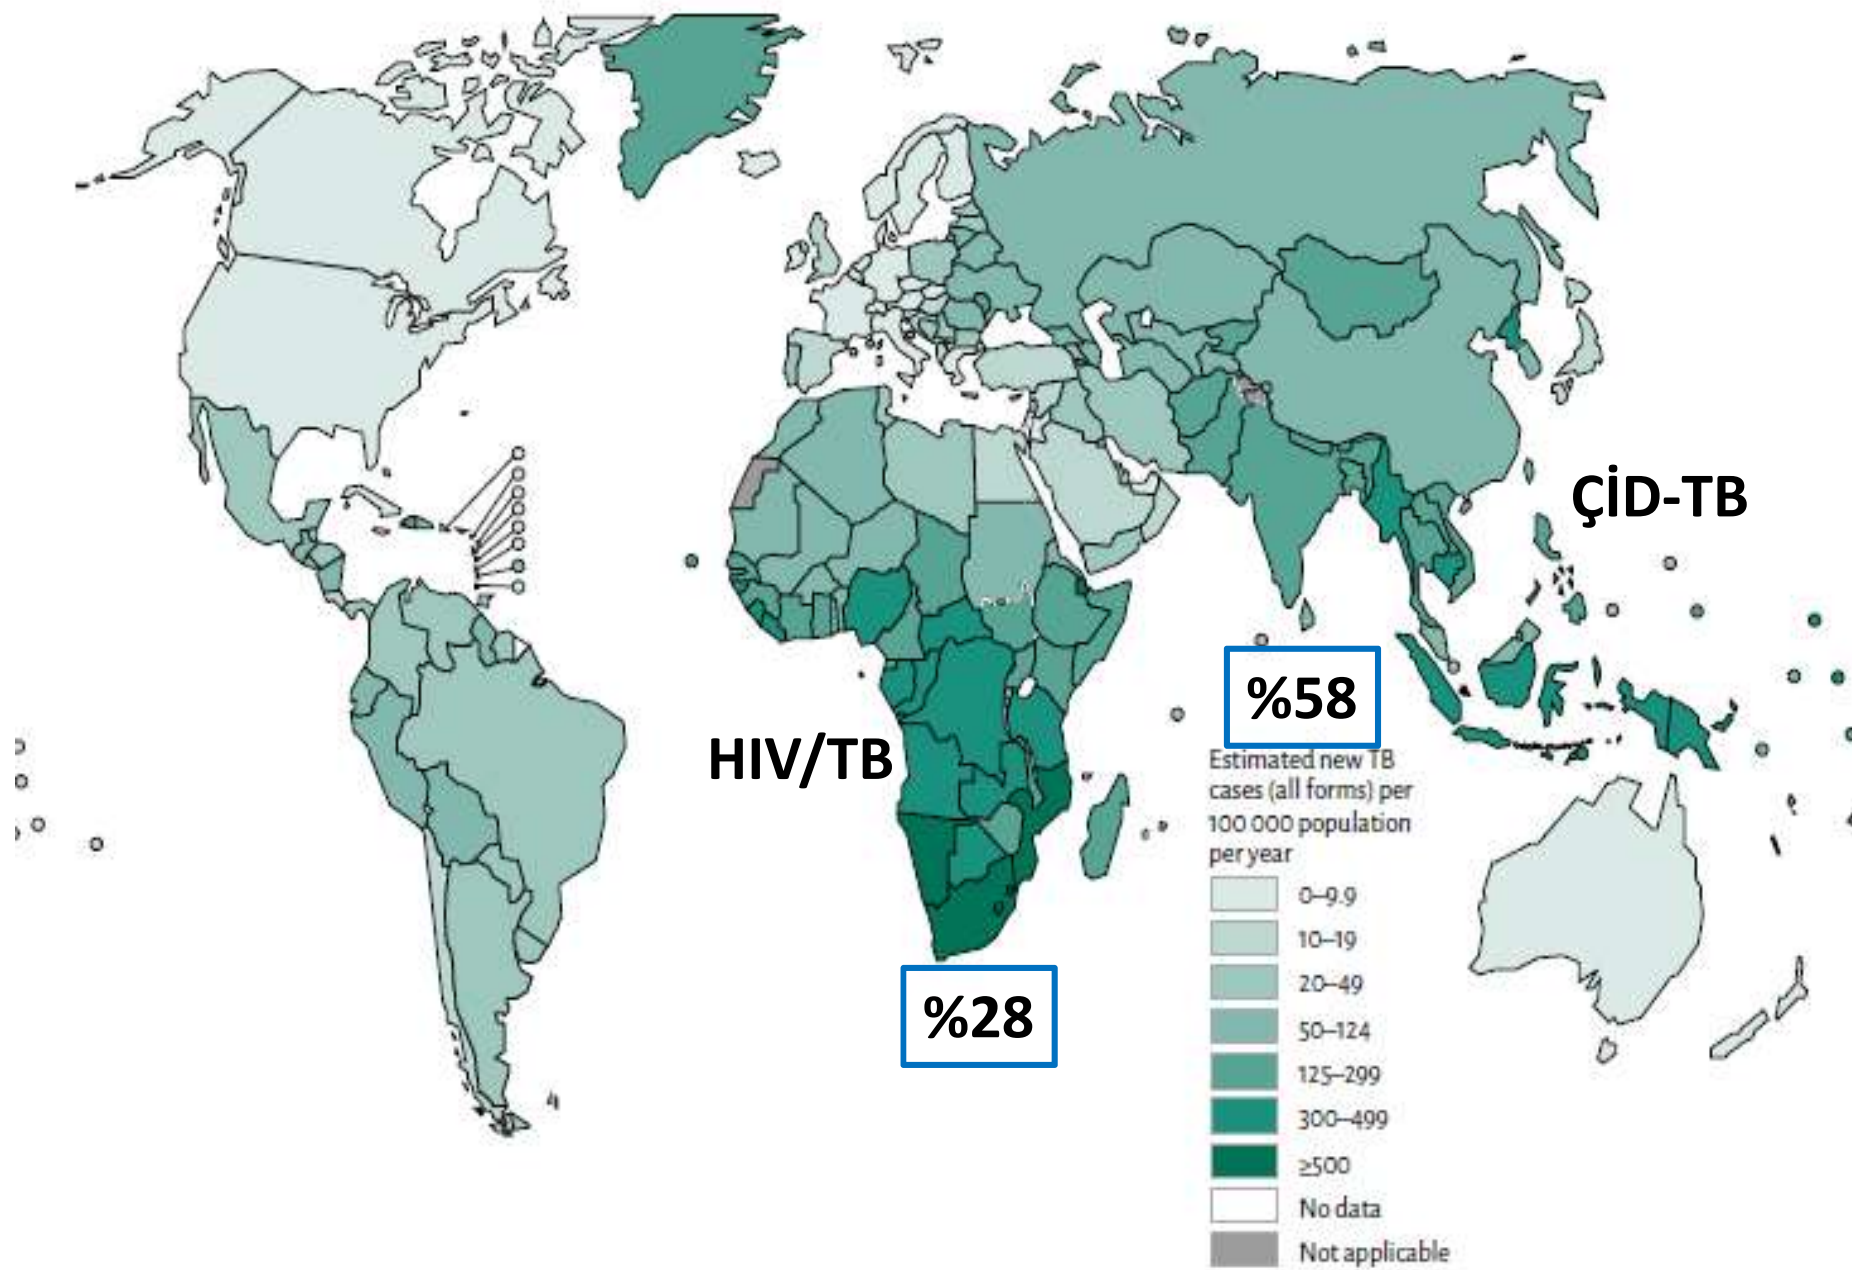 ÇİD-TB
%58
HIV/TB
%28
Estimated new TB
cases (all forms) per
100 000 population
per year
0–9.9
10–19
20–49
50–124
125–299
300–499
≥500
No data
Not applicable